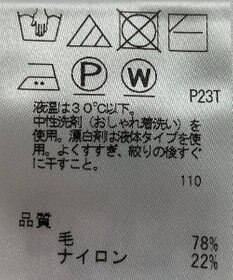 P
W
P23T
液温は30℃以下。
中性洗剤(おしゃれ着洗い)を
使用。漂白剤は液体タイプを使
用。よくすすぎ、絞りの後すぐ
に干すこと。
110
品質
毛 78%
ナイロン 22%